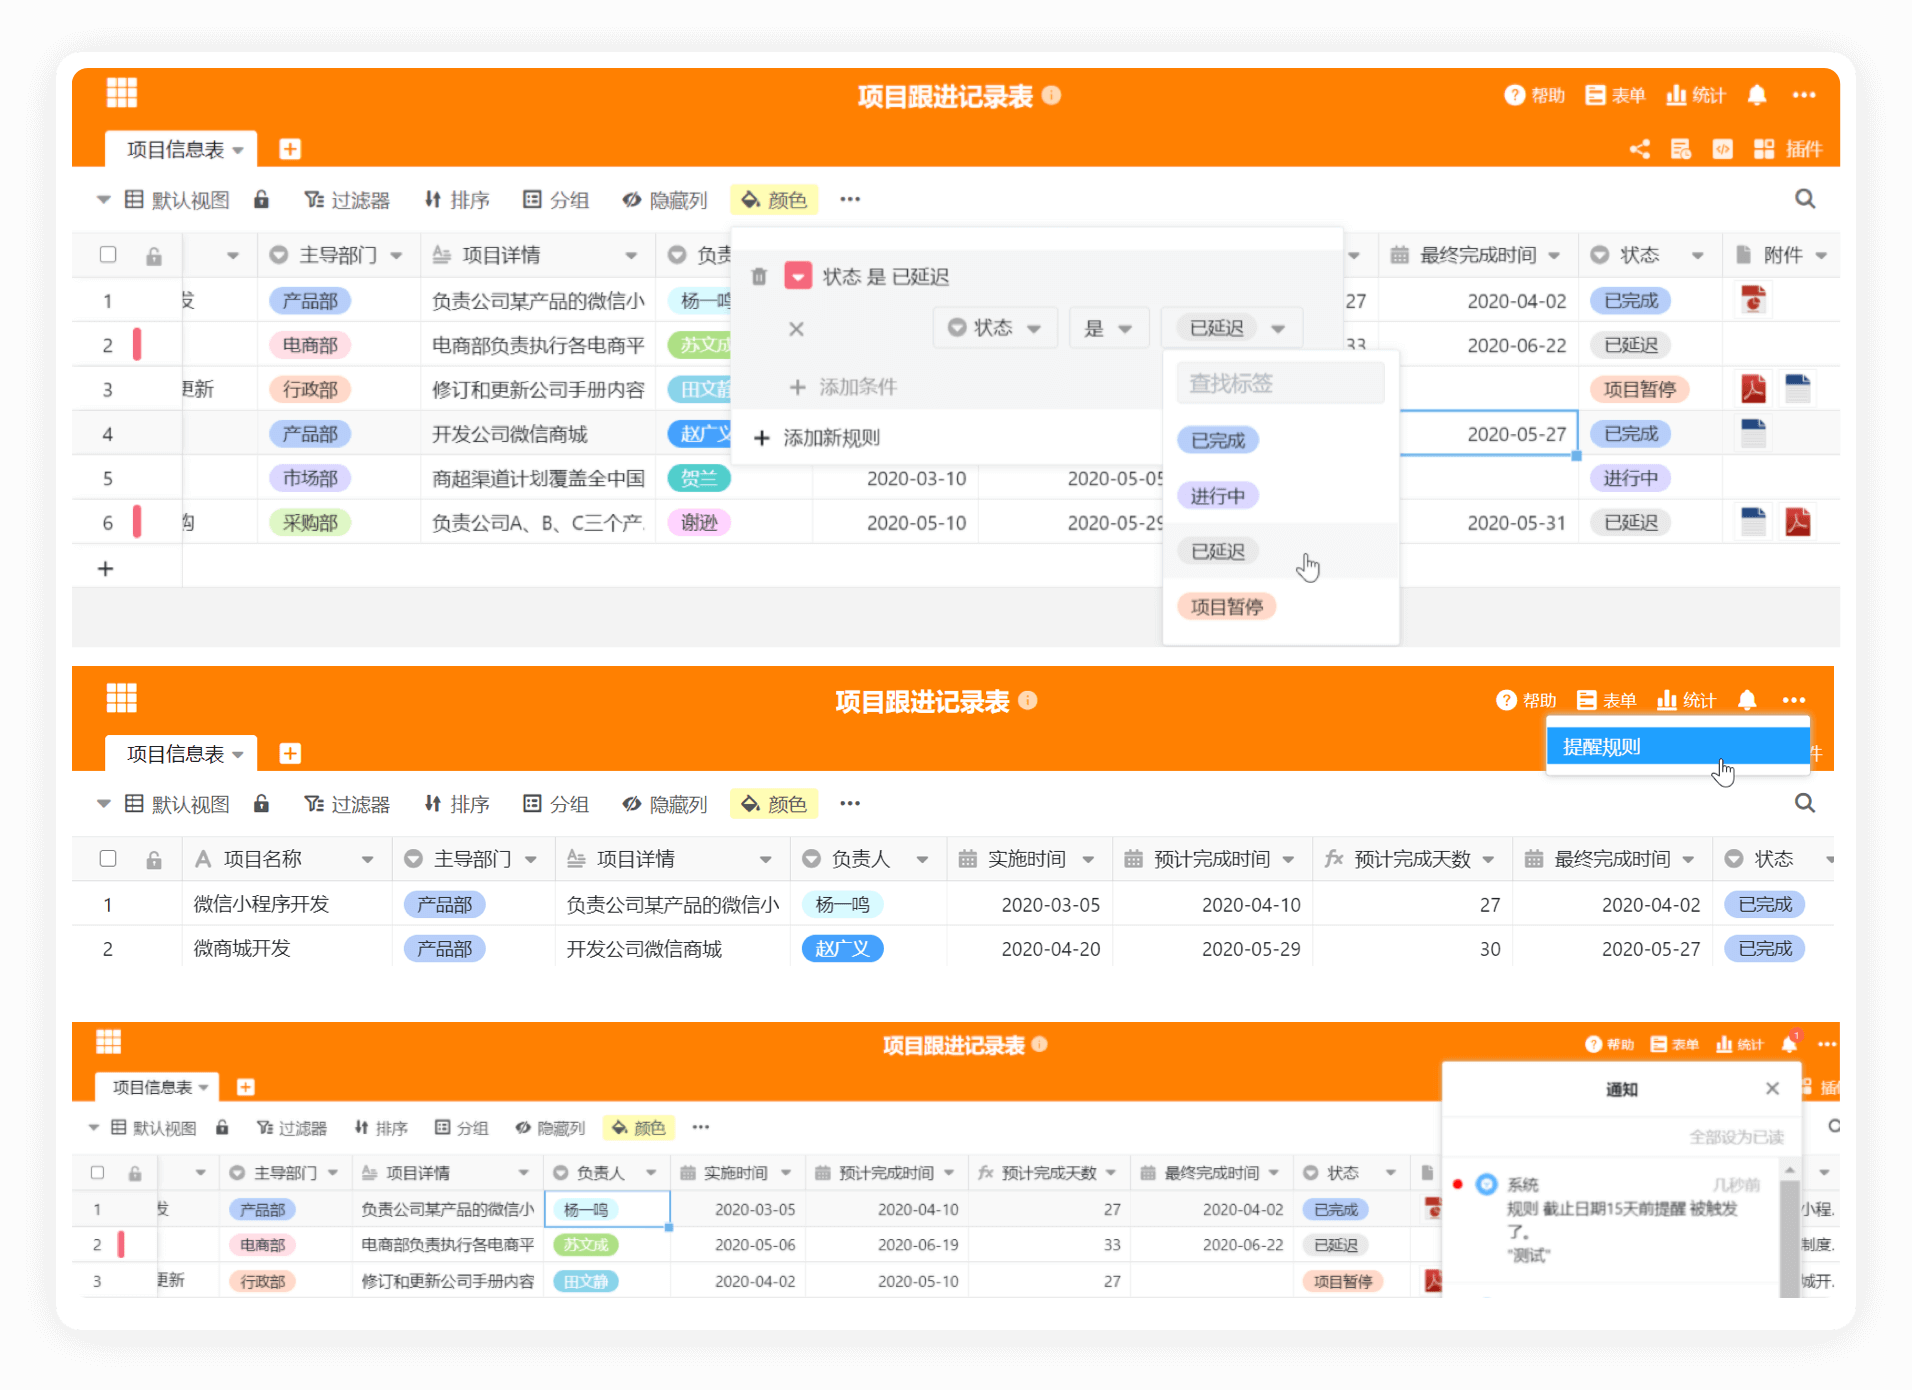 项目跟进记录表
帮助 表单 统计
项目信息表
插件
默认视图 过滤器 排序 分组 隐藏列 颜色
主导部门 项目详情 负责 最终完成时间 状态 附件
状态 是 已延迟
1 发 产品部 负责公司某产品的微信小 杨一鸣 27 2020-04-02 已完成
状态 是 已延迟
2 电商部 电商部负责执行各电商平 苏文成 33 2020-06-22 已延迟
3 更新 行政部 修订和更新公司手册内容 田文静 项目暂停
添加条件
查找标签
4 产品部 开发公司微信商城 赵广义 2020-05-27 已完成
添加新规则
已完成
5 市场部 商超渠道计划覆盖全中国 贺兰 2020-03-10 2020-05-05 进行中
进行中
6 购 采购部 负责公司A、B、C三个产. 谢逊 2020-05-10 2020-05-29 2020-05-31 已延迟
已延迟
项目暂停
项目跟进记录表
帮助 表单 统计
提醒规则
项目信息表
件
默认视图 过滤器 排序 分组 隐藏列 颜色
项目名称 主导部门 项目详情 负责人 实施时间 预计完成时间 fx 预计完成天数 最终完成时间 状态
1 微信小程序开发 产品部 负责公司某产品的微信小 杨一鸣 2020-03-05 2020-04-10 27 2020-04-02 已完成
2 微商城开发 产品部 开发公司微信商城 赵广义 2020-04-20 2020-05-29 30 2020-05-27 已完成
项目跟进记录表
帮助 表单 统计 1
项目信息表
插件
通知
默认视图 过滤器 排序 分组 隐藏列 颜色
全部设为已读
主导部门 项目详情 负责人 实施时间 预计完成时间 fx 预计完成天数 最终完成时间 状态
系统 几秒前
规则 截止日期15天前提醒 被触发
了。
"测试"
1 发 产品部 负责公司某产品的微信小 杨一鸣 2020-03-05 2020-04-10 27 2020-04-02 已完成 小程.
2 电商部 电商部负责执行各电商平 苏文成 2020-05-06 2020-06-19 33 2020-06-22 已延迟 制度.
3 更新 行政部 修订和更新公司手册内容 田文静 2020-04-02 2020-05-10 27 项目暂停 城开.